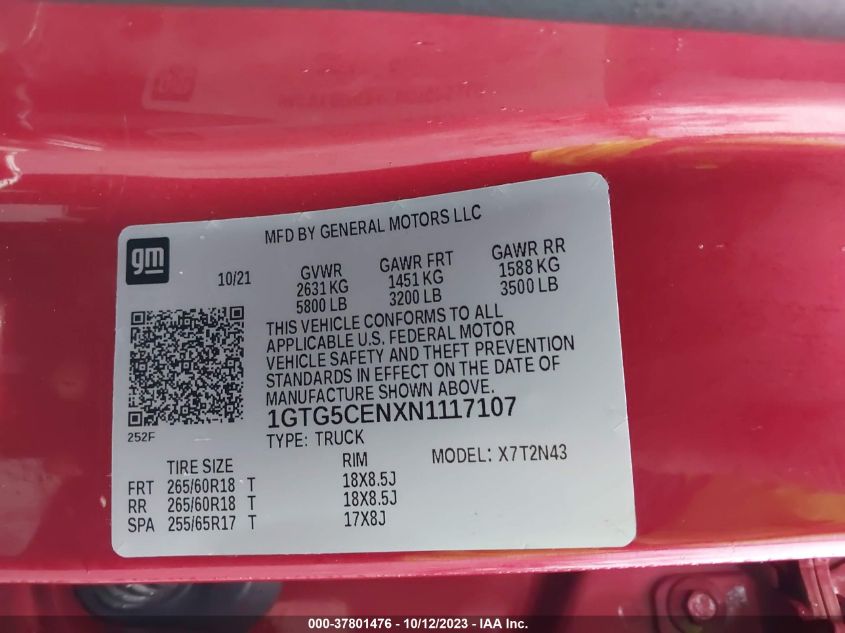 MFD BY GENERAL MOTORS LLC
gm
10/21
GVWR GAWR FRT GAWR RR
2631 KG 1451 KG 1588 KG
5800 LB 3200 LB 3500 LB
THIS VEHICLE CONFORMS TO ALL
APPLICABLE U.S. FEDERAL MOTOR
VEHICLE SAFETY AND THEFT PREVENTION
STANDARDS IN EFFECT ON THE DATE OF
MANUFACTURE SHOWN ABOVE.
1GTG5CENXN1117107
252F
TYPE: TRUCK
MODEL: X7T2N43
TIRE SIZE RIM
FRT 265/60R18 T 18X8.5J
RR 265/60R18 T 18X8.5J
SPA 255/65R17 T 17X8J
000-37801476 - 10/12/2023 - IAA Inc.